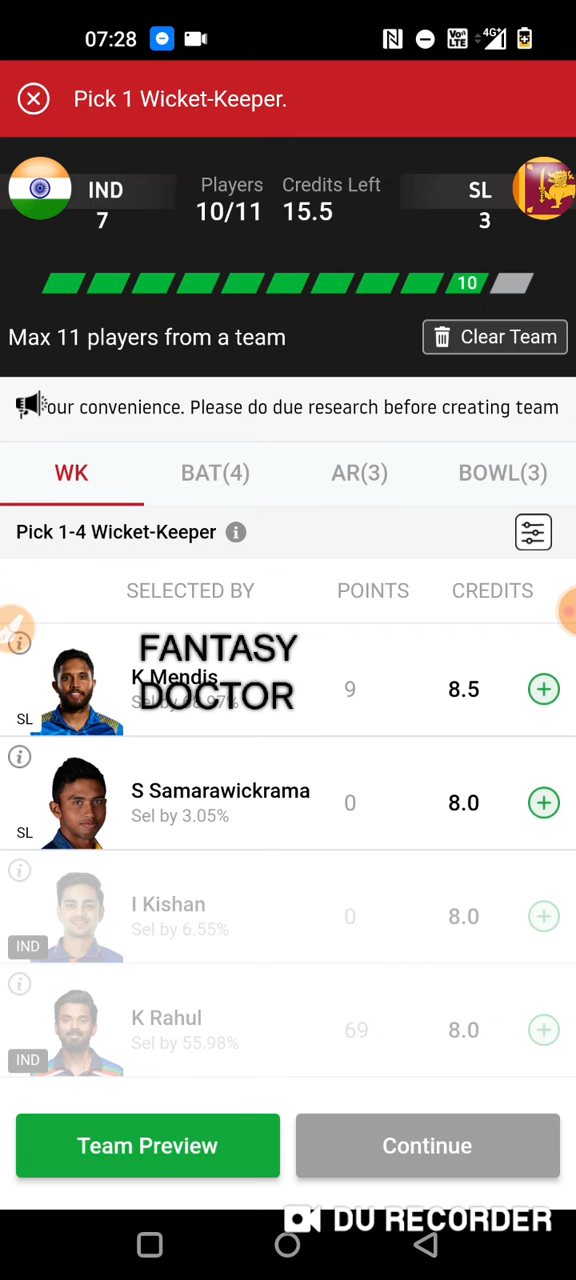 07:28
4G+
Vo))
LTE
Pick 1 Wicket-Keeper.
IND
7
Players
10/11
Credits Left
15.5
SL
3
10
Max 11 players from a team
Clear Team
our convenience. Please do due research before creating team
WK
BAT(4)
AR(3)
BOWL(3)
Pick 1-4 Wicket-Keeper
SELECTED BY
POINTS
CREDITS
FANTASY
DOCTOR
K Mendis
SL
9
8.5
S Samarawickrama
Sel by 3.05%
SL
0
8.0
I Kishan
Sel by 6.55%
IND
0
8.0
K Rahul
Sel by 55.98%
IND
69
8.0
Team Preview
Continue
DU RECORDER